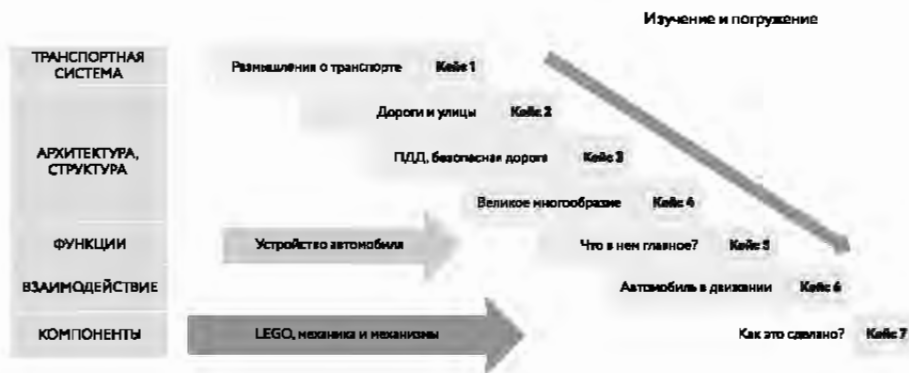 Изучение и погружение
ТРАНСПОРТНАЯ
СИСТЕМА
Размышления о транспорте Кейс 1
Дороги и улицы Кейс 2
АРХИТЕКТУРА,
СТРУКТУРА
ПДД, безопасная дорога Кейс 3
Великое многообразие Кейс 4
ФУНКЦИИ
Устройство автомобиля
Что в нем главное? Кейс 5
ВЗАИМОДЕЙСТВИЕ
Автомобиль в движении Кейс 6
КОМПОНЕНТЫ
LEGO, механика и механизмы
Как это сделано? Кейс 7